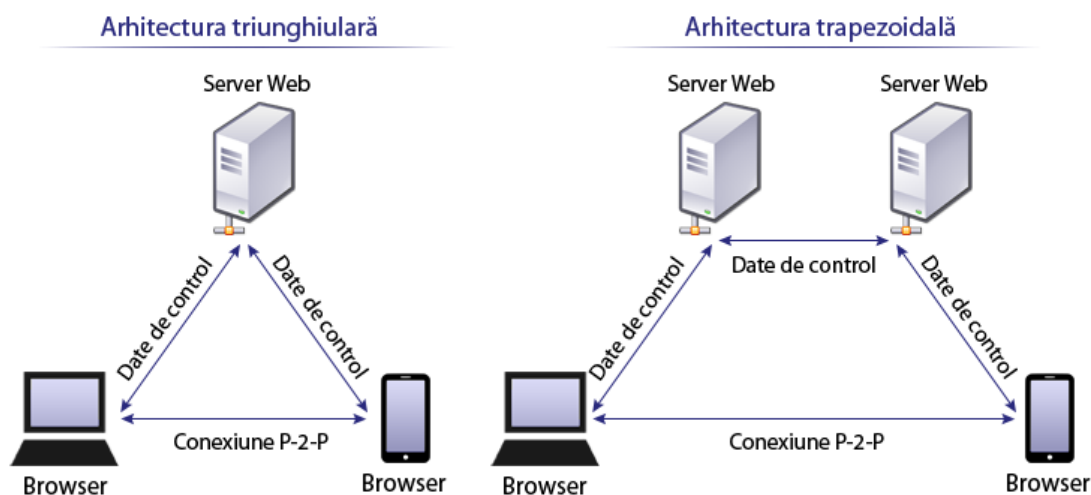 Arhitectura triunghiulară
Server Web
Date de control
Date de control
Conexiune P-2-P
Browser
Browser
Arhitectura trapezoidală
Server Web
Server Web
Date de control
Date de control
Date de control
Conexiune P-2-P
Browser
Browser